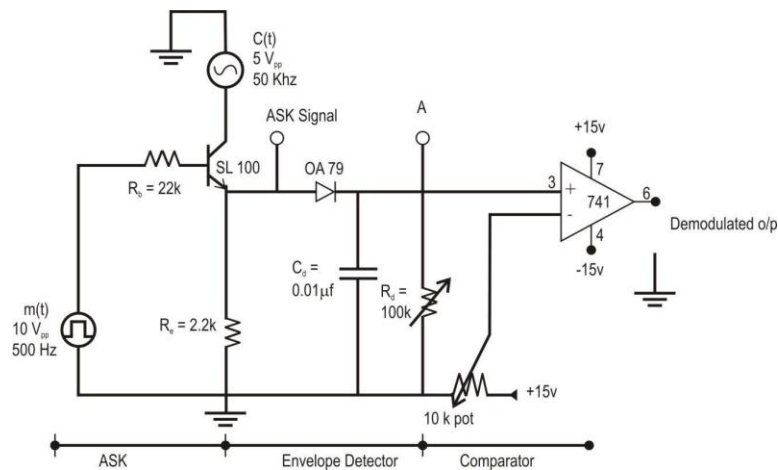 C(t)
5 Vpp
50 Khz
ASK Signal
A
SL 100
OA 79
+15v
7
3
+
741
6
-
4
-15v
Demodulated o/p
Rb = 22k
Cd =
0.01µf
Rd =
100k
m(t)
10 Vpp
500 Hz
Re = 2.2k
+15v
10 k pot
ASK
Envelope Detector
Comparator